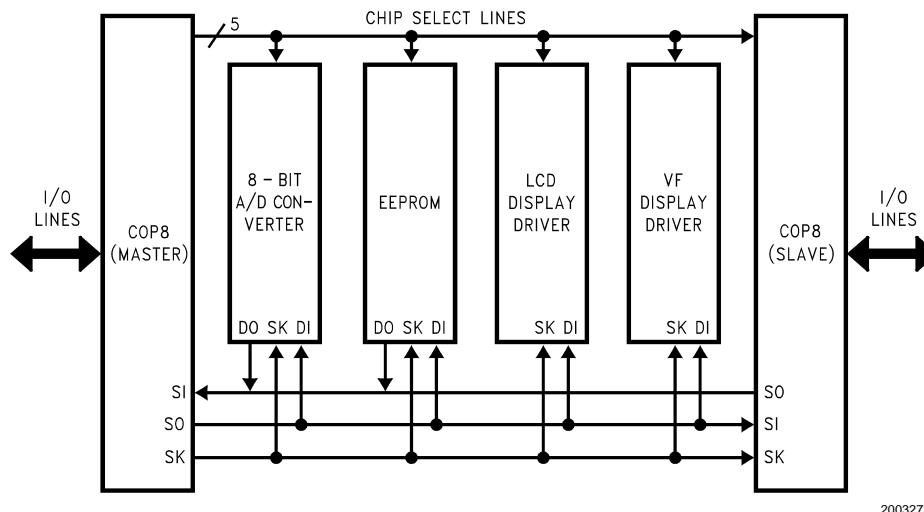 CHIP SELECT LINES
5
I/O
LINES
COP8
(MASTER)
8 - BIT
A/D CON-
VERTER
EEPROM
LCD
DISPLAY
DRIVER
VF
DISPLAY
DRIVER
COP8
(SLAVE)
I/O
LINES
DO SK DI
DO SK DI
SK DI
SK DI
SI
SO
SK
SO
SI
SK
200327